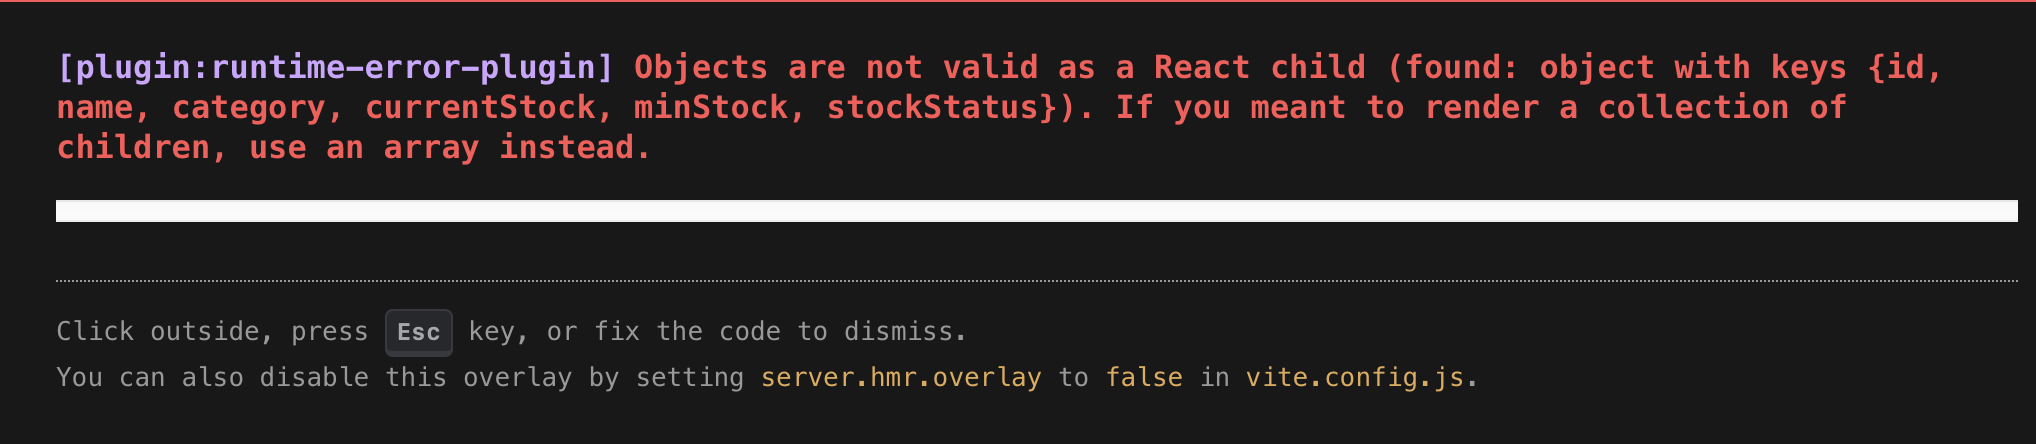 [plugin:runtime-error-plugin] Objects are not valid as a React child (found: object with keys {id,
name, category, currentStock, minStock, stockStatus}). If you meant to render a collection of
children, use an array instead.
Click outside, press Esc key, or fix the code to dismiss.
You can also disable this overlay by setting server.hmr.overlay to false in vite.config.js.